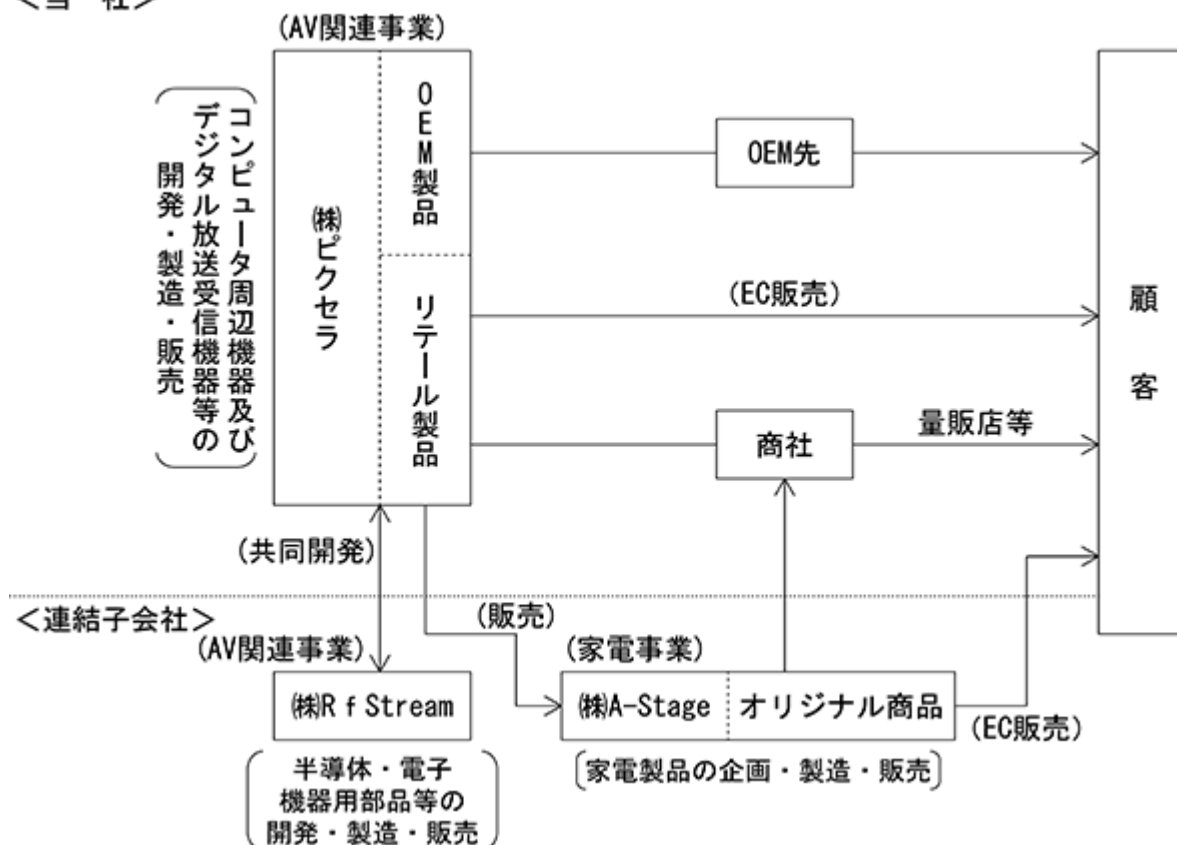 ＜当　社＞
(AV関連事業)
コンピュータ周辺機器及び
デジタル放送受信機器等の
開発・製造・販売
㈱ピクセラ
OEM製品
リテール製品
OEM先
(EC販売)
商社
量販店等
顧客
(共同開発)
＜連結子会社＞
(販売)
(AV関連事業)
㈱RｆStream
半導体・電子
機器用部品等の
開発・製造・販売
(家電事業)
㈱A-Stage
オリジナル商品
(EC販売)
家電製品の企画・製造・販売